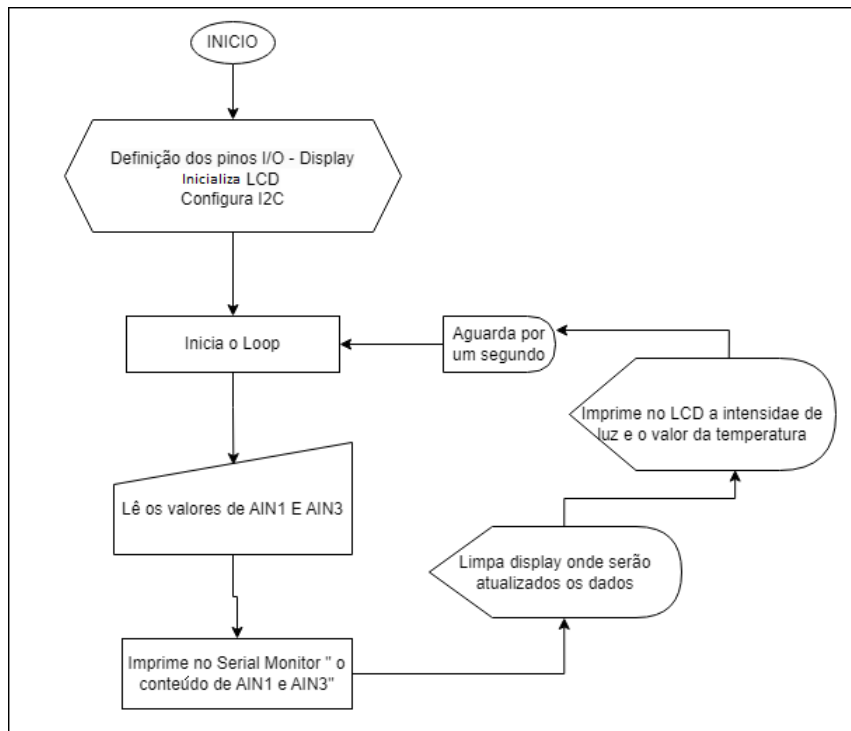 INICIO
Definição dos pinos I/O - Display
Inicializa LCD
Configura I2C
Inicia o Loop
Aguarda por
um segundo
Imprime no LCD a intensidae de
luz e o valor da temperatura
Lê os valores de AIN1 E AIN3
Limpa display onde serão
atualizados os dados
Imprime no Serial Monitor " o
conteúdo de AIN1 e AIN3"